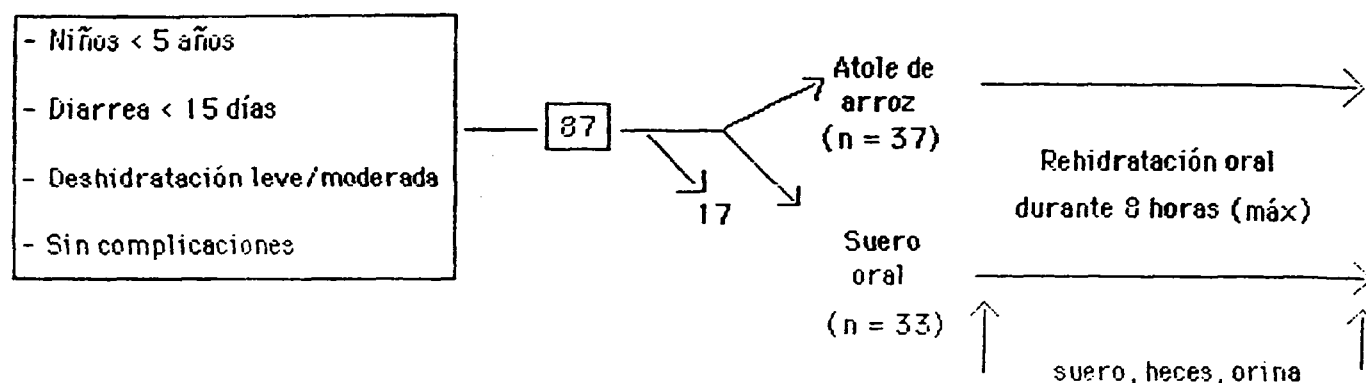 - Niños < 5 años
- Diarrea < 15 días
- Deshidratación leve/moderada
- Sin complicaciones
87
17
Atole de
arroz
(n = 37)
Suero
oral
(n = 33)
Rehidratación oral
durante 8 horas (máx)
suero, heces, orina